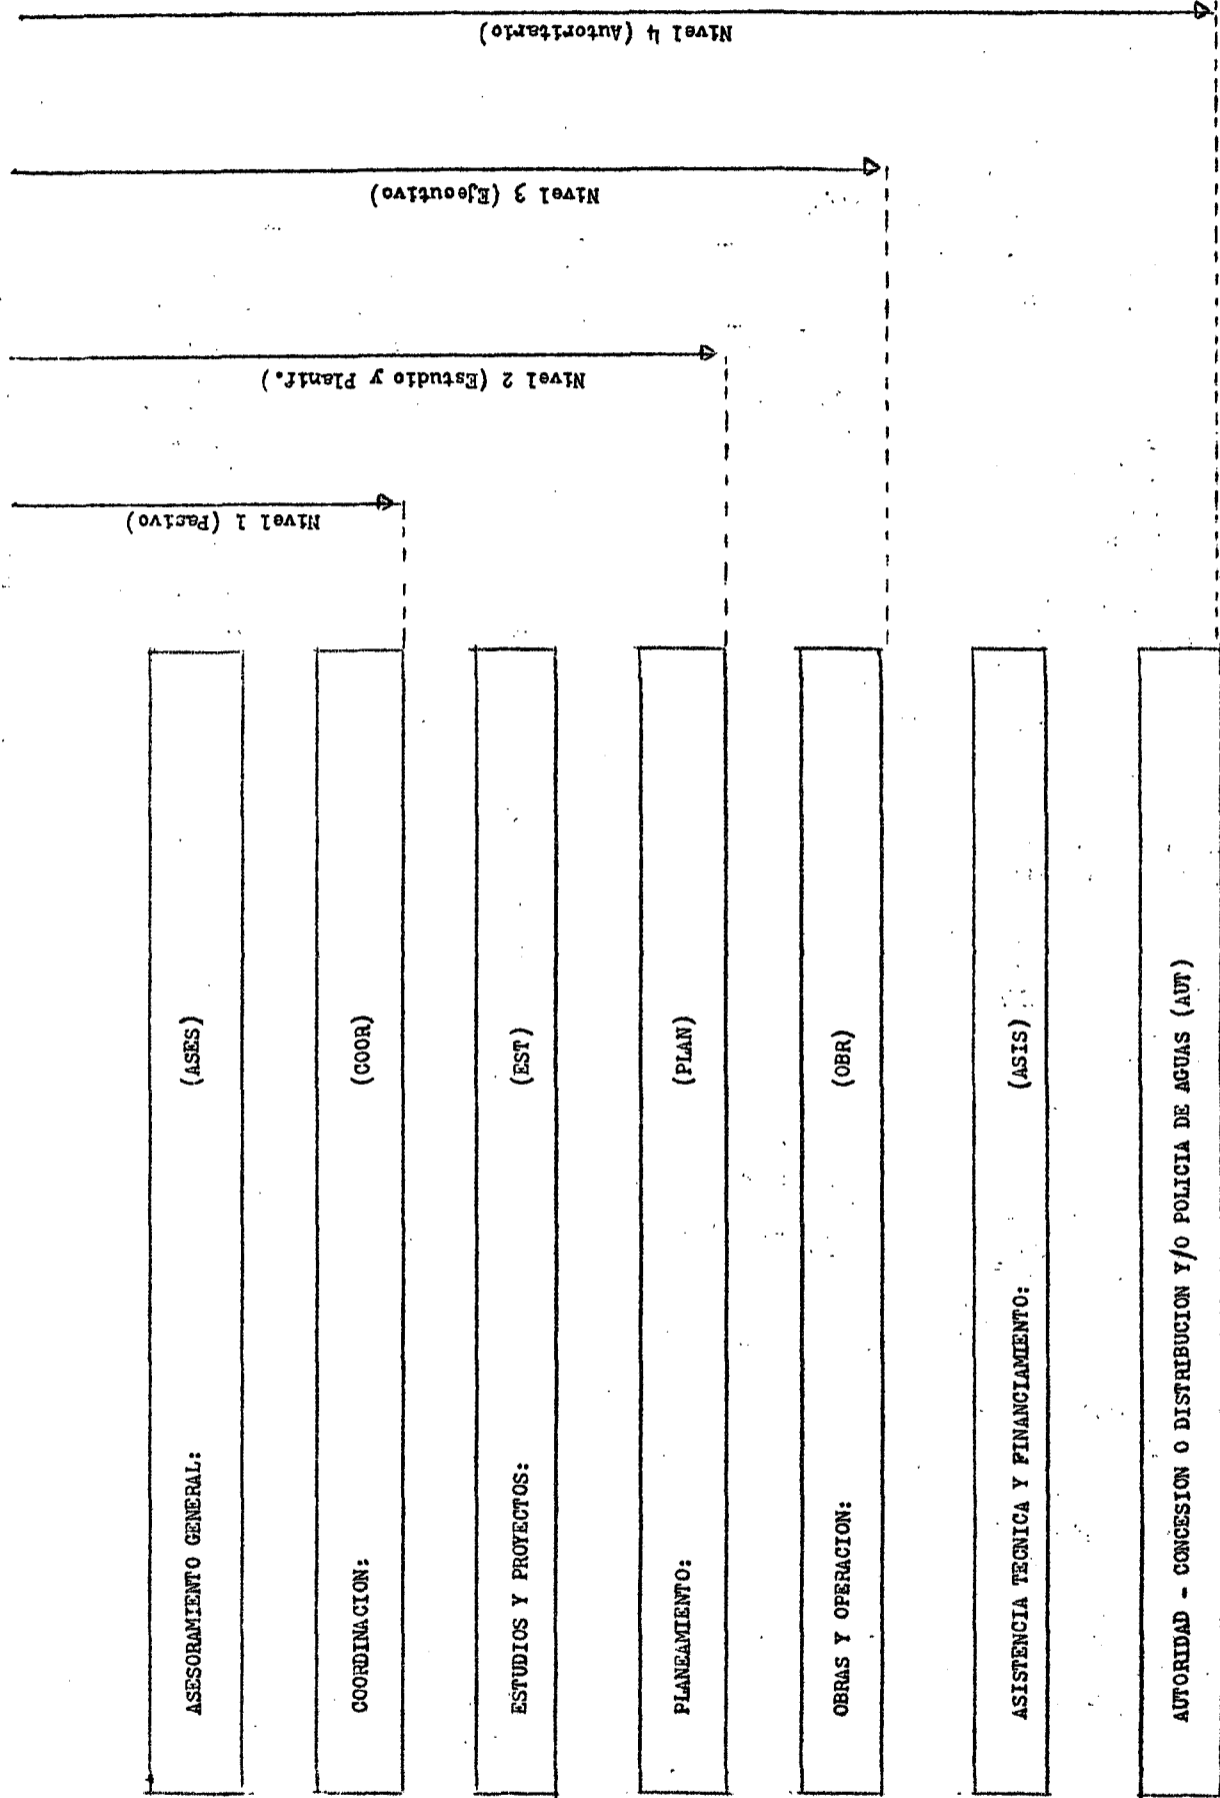 ASESORAMIENTO GENERAL: (ASES)
COORDINACION: (COOR)
ESTUDIOS Y PROYECTOS: (EST)
PLANEAMIENTO: (PLAN)
OBRAS Y OPERACION: (OBR)
ASISTENCIA TECNICA Y FINANCIAMIENTO: (ASIS)
AUTORIDAD - CONCESION O DISTRIBUCION Y/O POLICIA DE AGUAS (AUT)
Nivel 1 (Pasivo)
Nivel 2 (Estudio y Planif.)
Nivel 3 (Ejecutivo)
Nivel 4 (Autoritario)